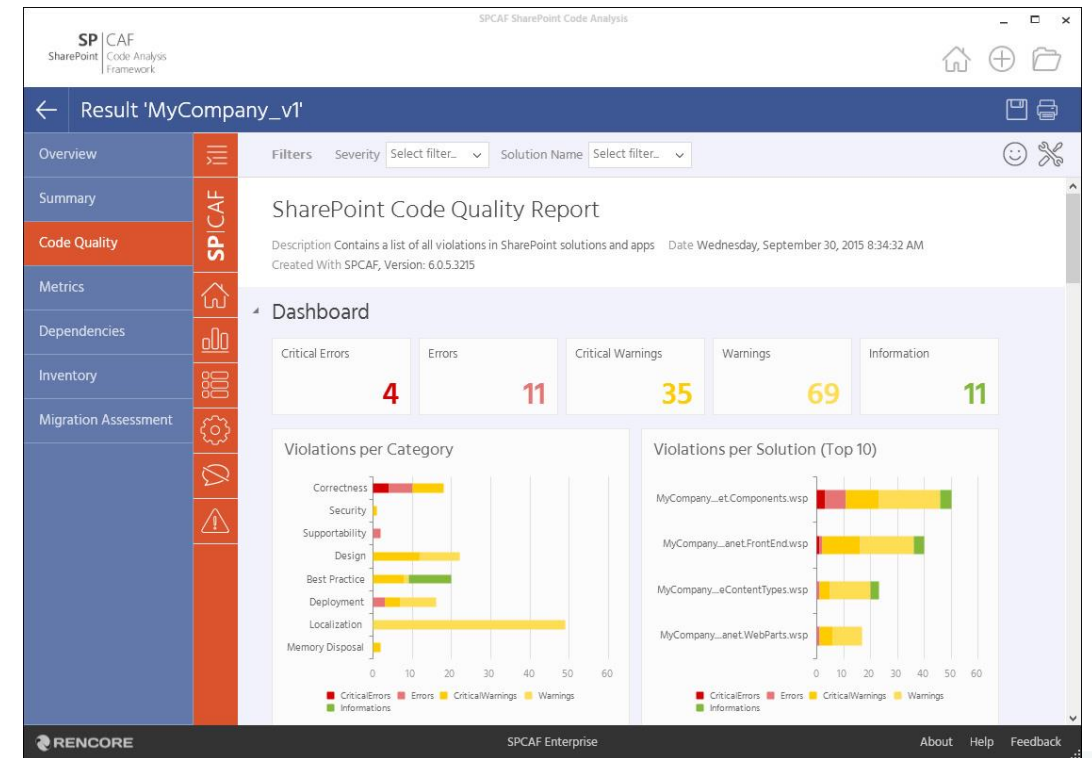 SPCAF SharePoint Code Analysis
SP CAF
SharePoint Code Analysis
Framework
Result 'MyCompany_v1'
Overview
Summary
Code Quality
Metrics
Dependencies
Inventory
Migration Assessment
SP|CAF
Filters Severity Select filter... Solution Name Select filter...
SharePoint Code Quality Report
Description Contains a list of all violations in SharePoint solutions and apps Date Wednesday, September 30, 2015 8:34:32 AM
Created With SPCAF, Version: 6.0.5.3215
Dashboard
Critical Errors Errors Critical Warnings Warnings Information
4 11 35 69 11
Violations per Category
Correctness
Security
Supportability
Design
Best Practice
Deployment
Localization
Memory Disposal
0 10 20 30 40 50 60
CriticalErrors Errors CriticalWarnings Warnings
Informations
Violations per Solution (Top 10)
MyCompany...et.Components.wsp
MyCompany...anet.FrontEnd.wsp
MyCompany...eContentTypes.wsp
MyCompany...anet.WebParts.wsp
0 10 20 30 40 50 60
CriticalErrors Errors CriticalWarnings Warnings
Informations
RENCORE
SPCAF Enterprise
About Help Feedback